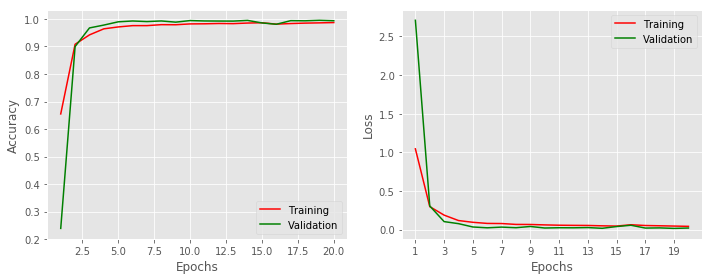 1.0
0.9
0.8
0.7
0.6
0.5
0.4
0.3
0.2
Accuracy
2.5 5.0 7.5 10.0 12.5 15.0 17.5 20.0
Epochs
Training
Validation
2.5
2.0
1.5
1.0
0.5
0.0
Loss
1 3 5 7 9 11 13 15 17 19
Epochs
Training
Validation